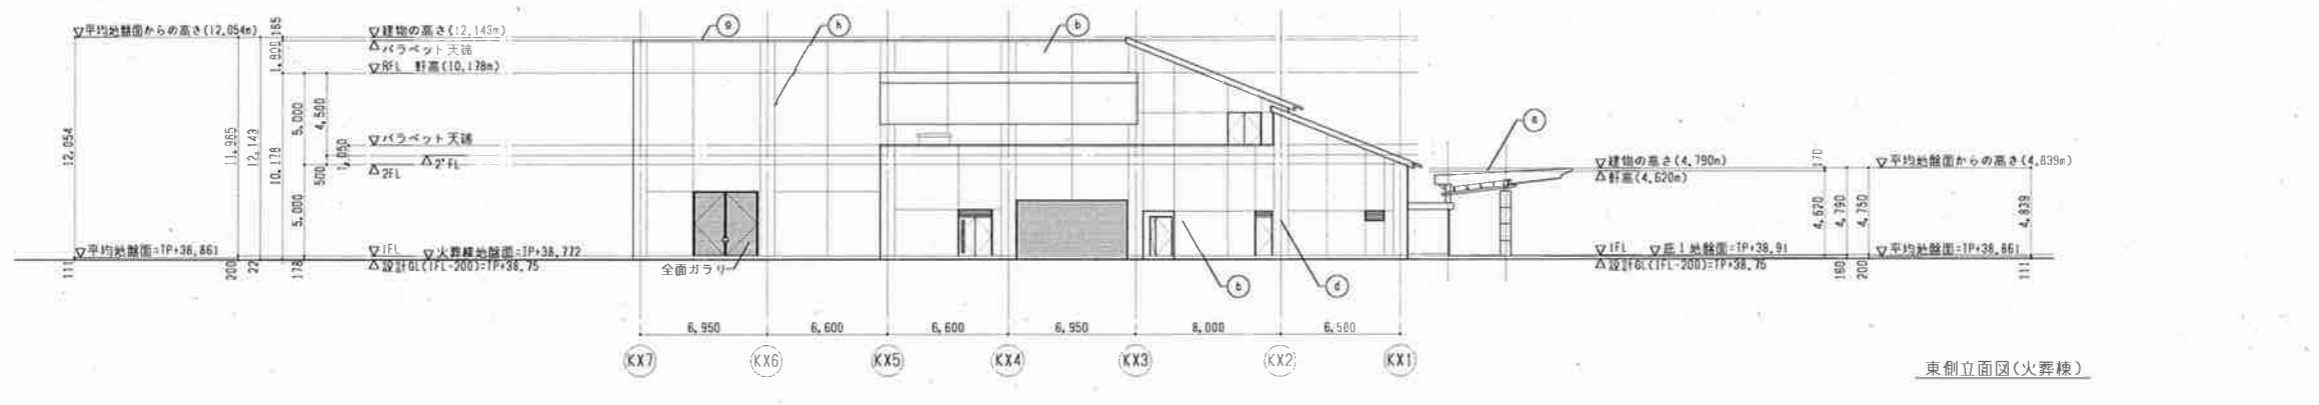 ▽平均地盤面からの高さ(12,054m)
165
▽建物の高さ(12,143m)
△パラペット天端
1,800
▽RFL 軒高(10,178m)
g
h
b
5,000
4,500
12,054
11,965
12,143
10,178
▽パラペット天端
1,050
500
△2'FL
△2FL
5,000
a
▽建物の高さ(4,790m)
△軒高(4,620m)
170
▽平均地盤面からの高さ(4,839m)
4,620
4,790
4,750
4,839
▽平均地盤面=TP+38,861
▽1FL ▽火葬棟地盤面=TP+38,772
△設計GL(1FL-200)=TP+38,75
111
200
22
178
全面ガラリ
b
d
▽1FL ▽庇1地盤面=TP+38,91
△設計GL(1FL-200)=TP+38,75
▽平均地盤面=TP+38,861
160
200
111
6,950
6,600
6,600
6,950
8,000
6,500
KX7
KX6
KX5
KX4
KX3
KX2
KX1
東側立面図(火葬棟)